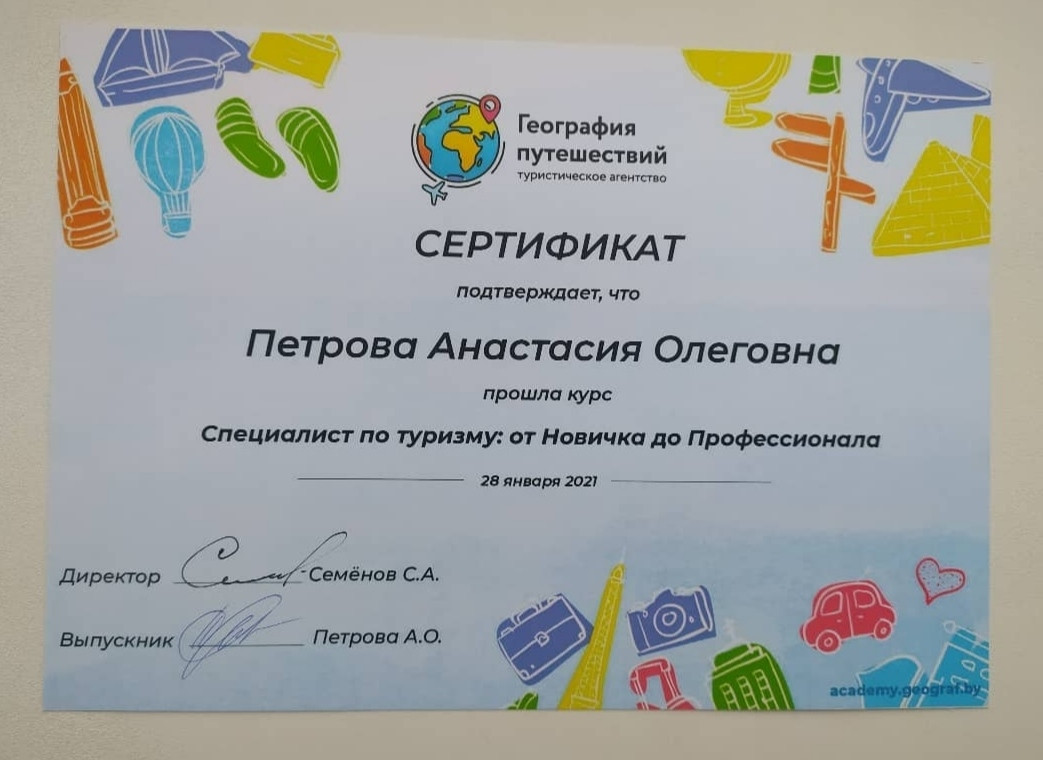 География
путешествий
туристическое агентство
СЕРТИФИКАТ
подтверждает, что
Петрова Анастасия Олеговна
прошла курс
Специалист по туризму: от Новичка до Профессионала
28 января 2021
Директор Семёнов С.А.
Выпускник Петрова А.О.
academy.geograf.by